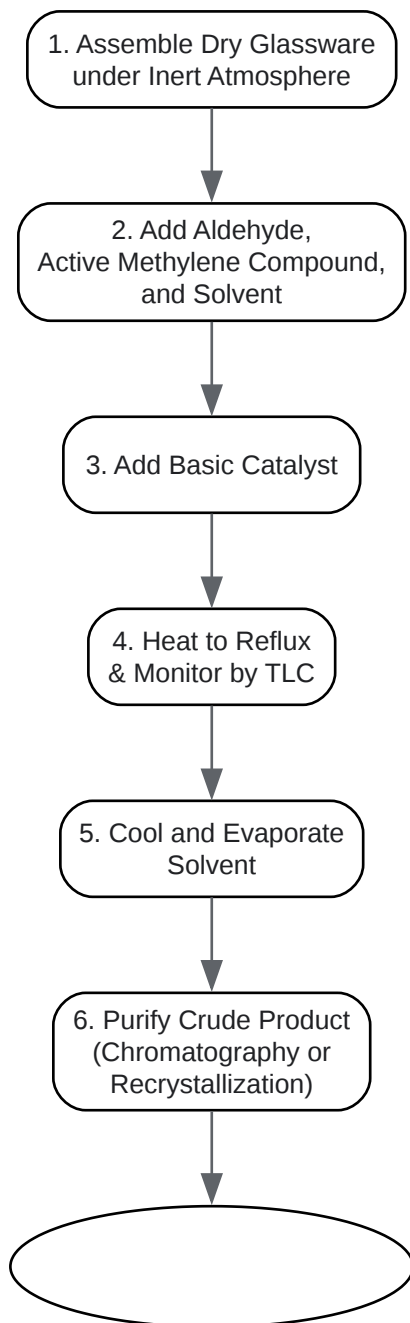 1. Assemble Dry Glassware
under Inert Atmosphere
2. Add Aldehyde,
Active Methylene Compound,
and Solvent
3. Add Basic Catalyst
4. Heat to Reflux
& Monitor by TLC
5. Cool and Evaporate
Solvent
6. Purify Crude Product
(Chromatography or
Recrystallization)